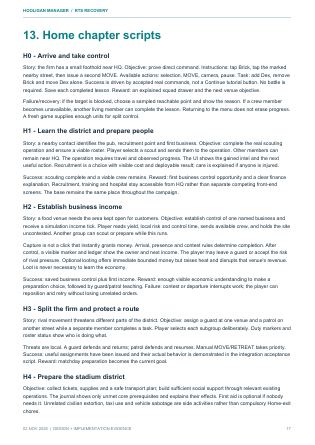 HOOLIGAN MANAGER / RTS RECOVERY
13. Home chapter scripts
H0 - Arrive and take control
Story: the firm has a small foothold near HQ. Objective: prove direct command. Instructions: tap Brick, tap the marked
nearby street, then issue a second MOVE. Available actions: selection, MOVE, camera, pause. Task: add Dex, remove
Brick and move Dex alone. Success is driven by accepted real commands, not a Continue tutorial button. No battle is
required. Save each completed lesson. Reward: an explained squad drawer and the next venue objective.
Failure/recovery: if the target is blocked, choose a sampled reachable point and show the reason. If a crew member
becomes unavailable, another living member can complete the lesson. Returning to the menu does not erase progress.
A fresh game supplies enough units for split control.
H1 - Learn the district and prepare people
Story: a nearby contact identifies the pub, recruitment point and first opposition. Objective: complete the real scouting
operation and ensure a viable roster. Player selects a scout and sends them to the operation. Other members can
remain near HQ. The operation requires travel and observed progress. The UI shows the gained intel and the next
useful action. Recruitment is a choice with visible cost and deployable result; care is explained if anyone is injured.
Success: scouting complete and a viable crew remains. Reward: first business control opportunity and a clear finance
explanation. Recruitment, training and hospital stay accessible from HQ rather than separate competing front-end
screens. The base remains the same place throughout the campaign.
H2 - Establish business income
Story: a food venue needs the area kept open for customers. Objective: establish control of one named business and
receive a simulation income tick. Player reads yield, local risk and control time, sends available crew, and holds the site
uncontested. Another group can scout or prepare while this runs.
Capture is not a click that instantly grants money. Arrival, presence and contest rules determine completion. After
control, a visible marker and ledger show the owner and next income. The player may leave a guard or accept the risk
of rival pressure. Optional looting offers immediate bounded money but raises heat and disrupts that venue's revenue.
Loot is never necessary to learn the economy.
Success: saved business control plus first income. Reward: enough visible economic understanding to make a
preparation choice; followed by guard/patrol teaching. Failure: contest or departure interrupts work; the player can
reposition and retry without losing unrelated orders.
H3 - Split the firm and protect a route
Story: rival movement threatens different parts of the district. Objective: assign a guard at one venue and a patrol on
another street while a separate member completes a task. Player selects each subgroup deliberately. Duty markers and
roster status show who is doing what.
Threats are local. A guard defends and returns; patrol defends and resumes. Manual MOVE/RETREAT takes priority.
Success: useful assignments have been issued and their actual behavior is demonstrated in the integration acceptance
script. Reward: matchday preparation becomes the current goal.
H4 - Prepare the stadium district
Objective: collect tickets, supplies and a safe transport plan; build sufficient social support through relevant existing
operations. The journal shows only unmet core prerequisites and explains their effects. First aid is optional if nobody
needs it. Unrelated civilian extortion, taxi use and vehicle sabotage are side activities rather than compulsory Home-exit
chores.
02 NOV 2025 | DESIGN + IMPLEMENTATION EVIDENCE
17